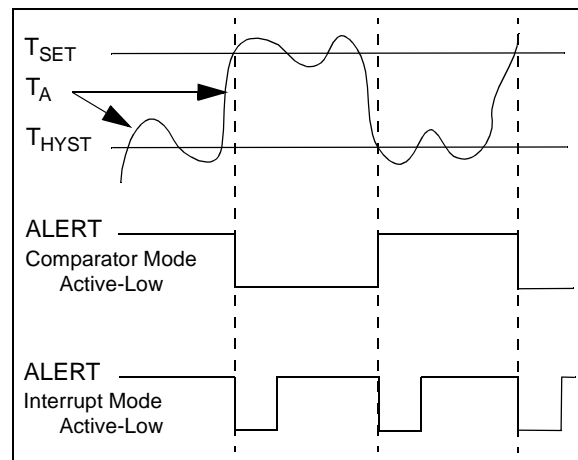 TSET
TA
THYST
ALERT
Comparator Mode
Active-Low
ALERT
Interrupt Mode
Active-Low